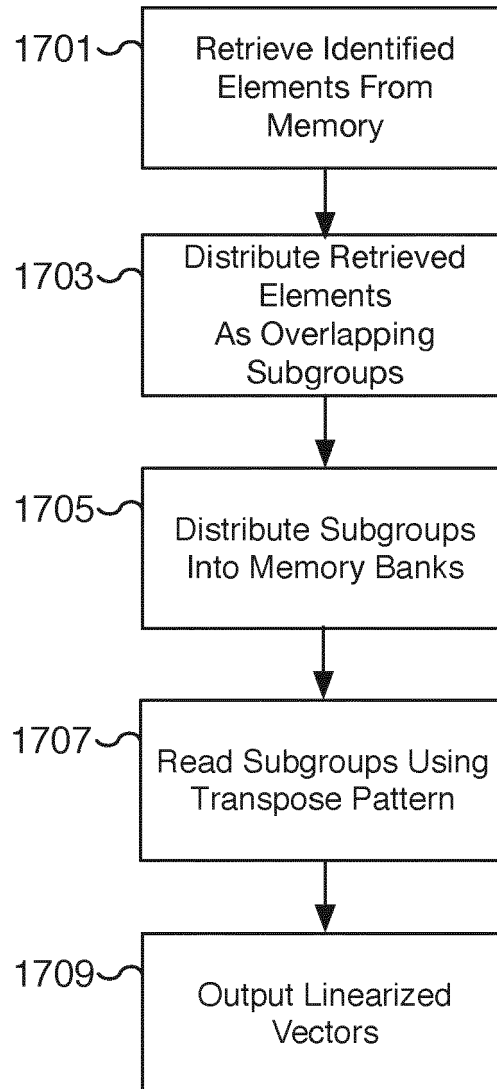 1701
Retrieve Identified
Elements From
Memory
1703
Distribute Retrieved
Elements
As Overlapping
Subgroups
1705
Distribute Subgroups
Into Memory Banks
1707
Read Subgroups Using
Transpose Pattern
1709
Output Linearized
Vectors